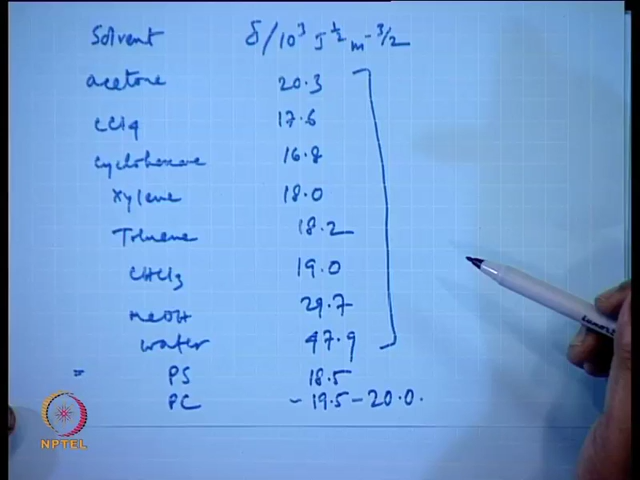 Solvent δ/10³ J^½ m^-3/2
acetone 20.3
CCl4 17.6
Cyclohexane 16.8
Xylene 18.0
Toluene 18.2
CHCl3 19.0
MeOH 29.7
water 47.9
= PS 18.5
PC ~ 19.5 - 20.0.
NPTEL